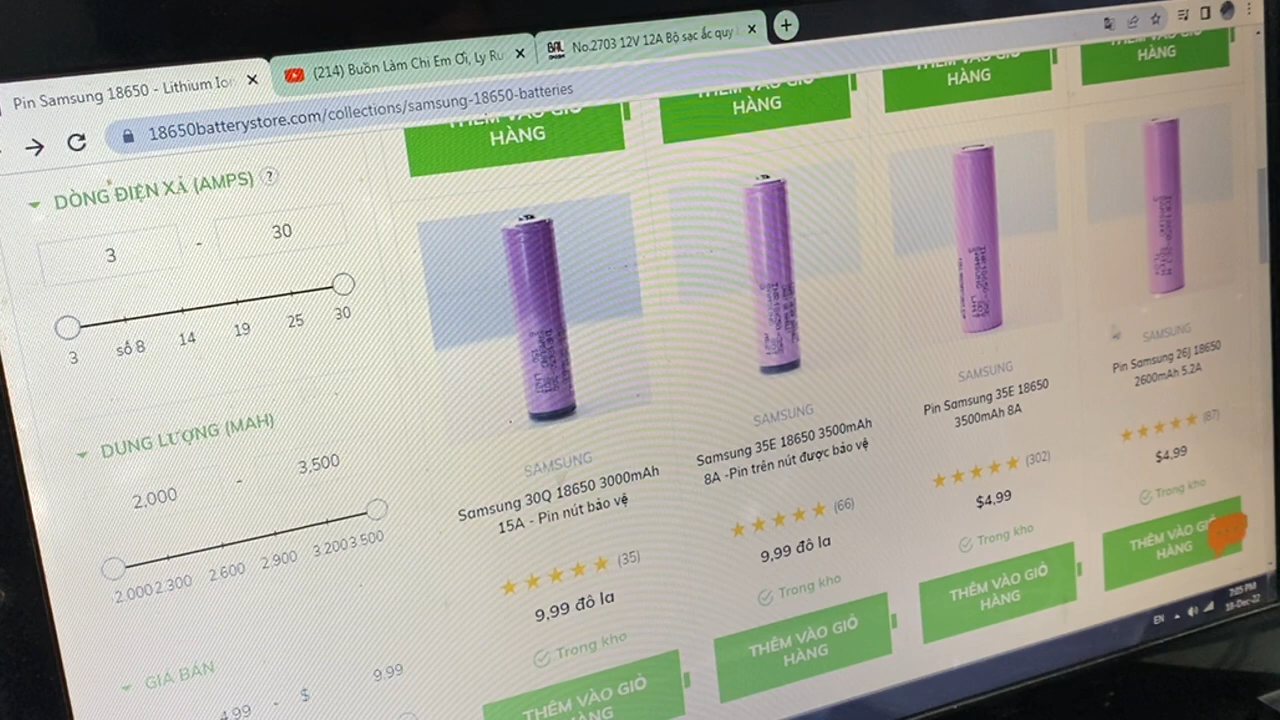 Pin Samsung 18650 - Lithium Ion
(214) Buồn Làm Chi Em Ơi, Ly Rư
No.2703 12V 12A Bộ sạc ắc quy
18650batterystore.com/collections/samsung-18650-batteries
THÊM VÀO GIỎ
HÀNG
THÊM VÀO GIỎ
HÀNG
THÊM VÀO GIỎ
HÀNG
THÊM VÀO GIỎ
HÀNG
DÒNG ĐIỆN XẢ (AMPS) ?
3 - 30
3 số 8 14 19 25 30
DUNG LƯỢNG (MAH)
2,000 - 3,500
2.000 2.300 2.600 2.900 3.200 3.500
GIÁ BÁN
4.99 - $ 9.99
SAMSUNG
Samsung 30Q 18650 3000mAh
15A - Pin nút bảo vệ
(35)
9,99 đô la
Trong kho
THÊM VÀO GIỎ
HÀNG
SAMSUNG
Samsung 35E 18650 3500mAh
8A -Pin trên nút được bảo vệ
(66)
9,99 đô la
Trong kho
THÊM VÀO GIỎ
HÀNG
SAMSUNG
Pin Samsung 35E 18650
3500mAh 8A
(302)
$4,99
Trong kho
THÊM VÀO GIỎ
HÀNG
SAMSUNG
Pin Samsung 26J 18650
2600mAh 5.2A
(87)
$4,99
Trong kho
THÊM VÀO GIỎ
HÀNG
EN
7:05 PM
18-Dec-22